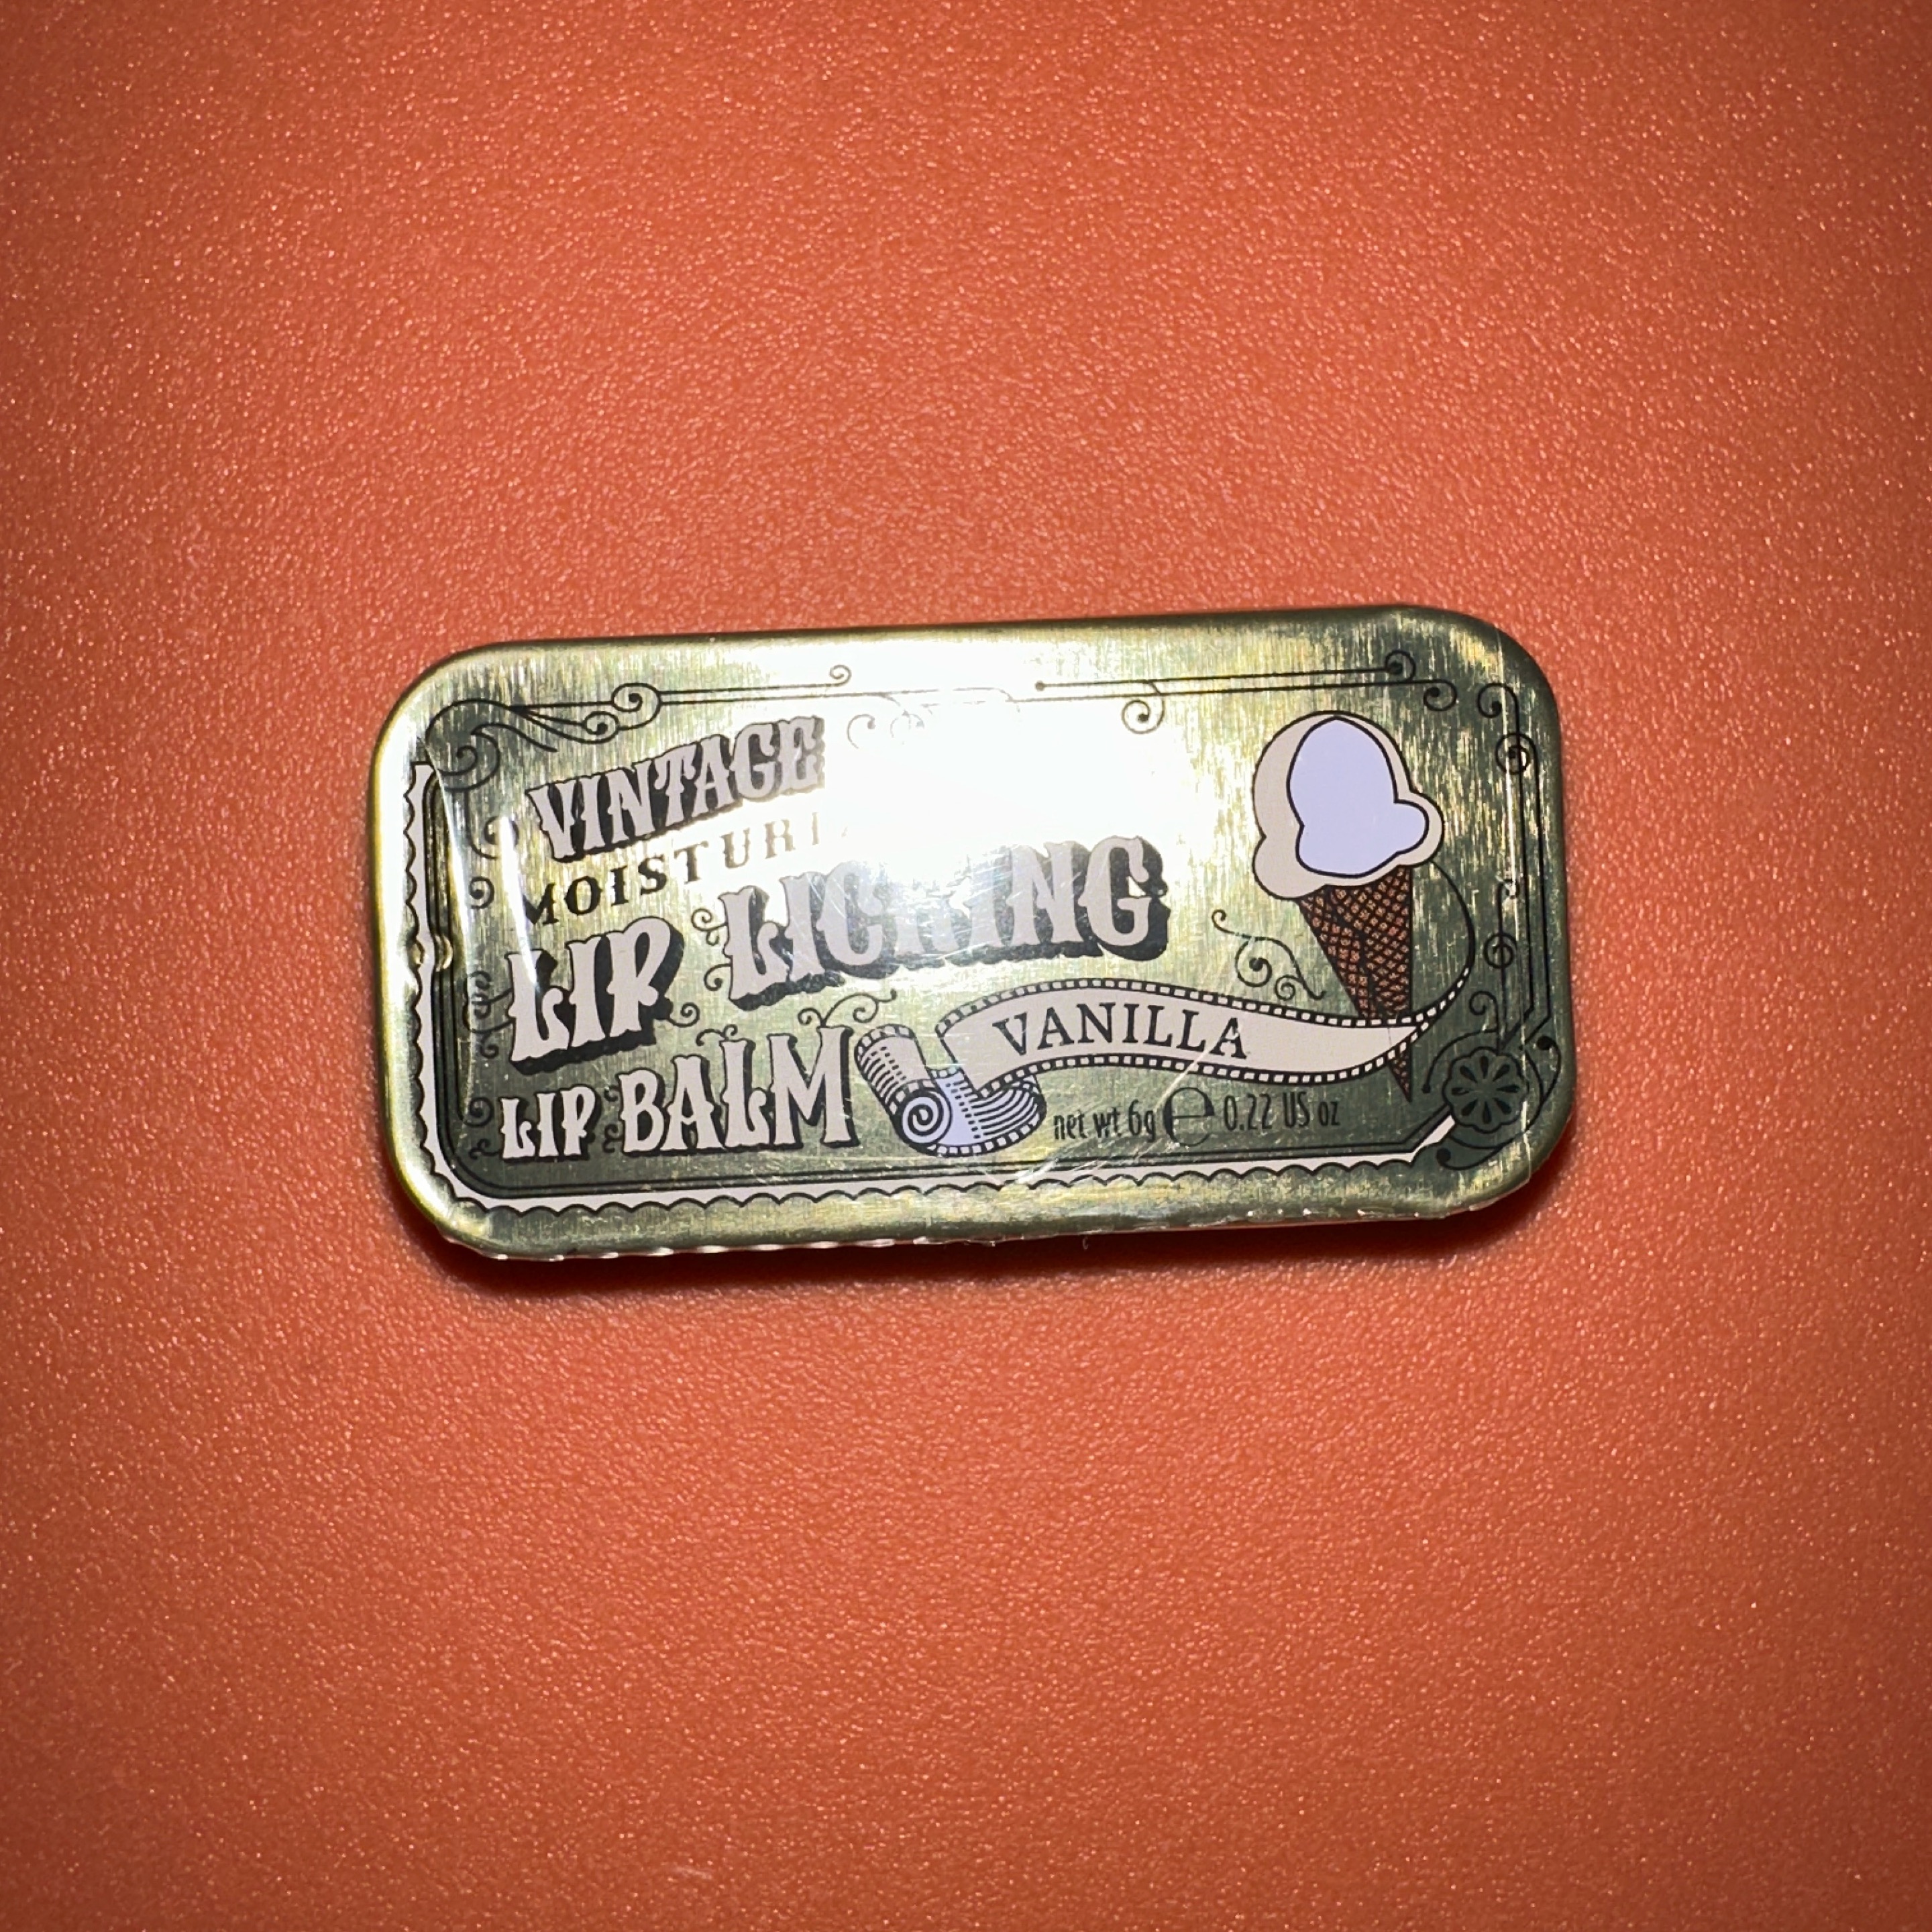 VINTAGE
LIP LICKING
LIP BALM
VANILLA
net wt 6g ℮ 0.22 US oz